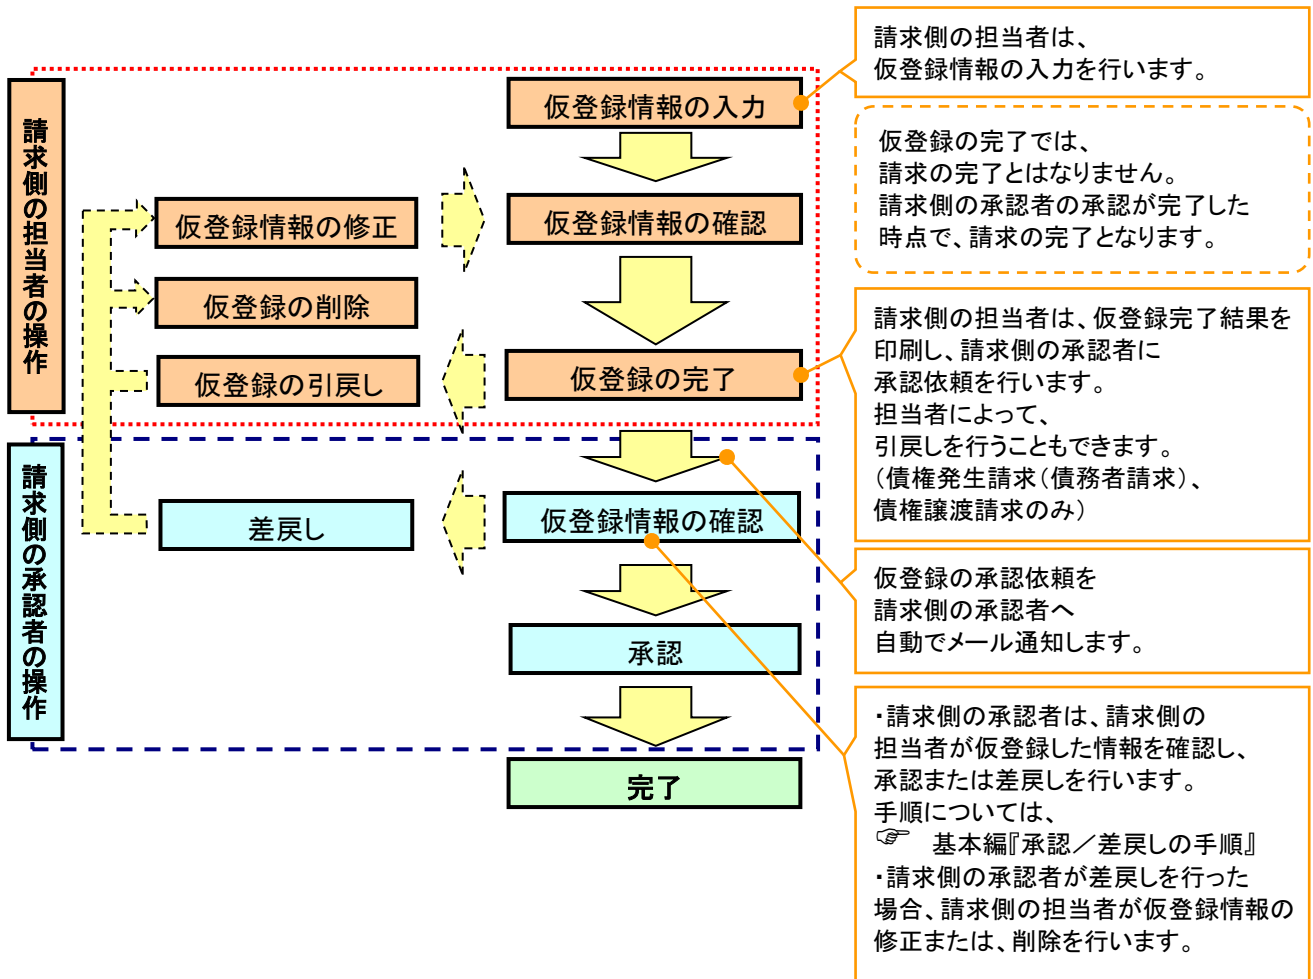 請求側の担当者の操作
仮登録情報の入力
仮登録情報の修正
仮登録情報の確認
仮登録の削除
仮登録の引戻し
仮登録の完了
請求側の承認者の操作
差戻し
仮登録情報の確認
承認
完了
請求側の担当者は、
仮登録情報の入力を行います。
仮登録の完了では、
請求の完了とはなりません。
請求側の承認者の承認が完了した
時点で、請求の完了となります。
請求側の担当者は、仮登録完了結果を
印刷し、請求側の承認者に
承認依頼を行います。
担当者によって、
引戻しを行うこともできます。
(債権発生請求(債務者請求)、
債権譲渡請求のみ)
仮登録の承認依頼を
請求側の承認者へ
自動でメール通知します。
・請求側の承認者は、請求側の
担当者が仮登録した情報を確認し、
承認または差戻しを行います。
手順については、
☞ 基本編『承認/差戻しの手順』
・請求側の承認者が差戻しを行った
場合、請求側の担当者が仮登録情報の
修正または、削除を行います。